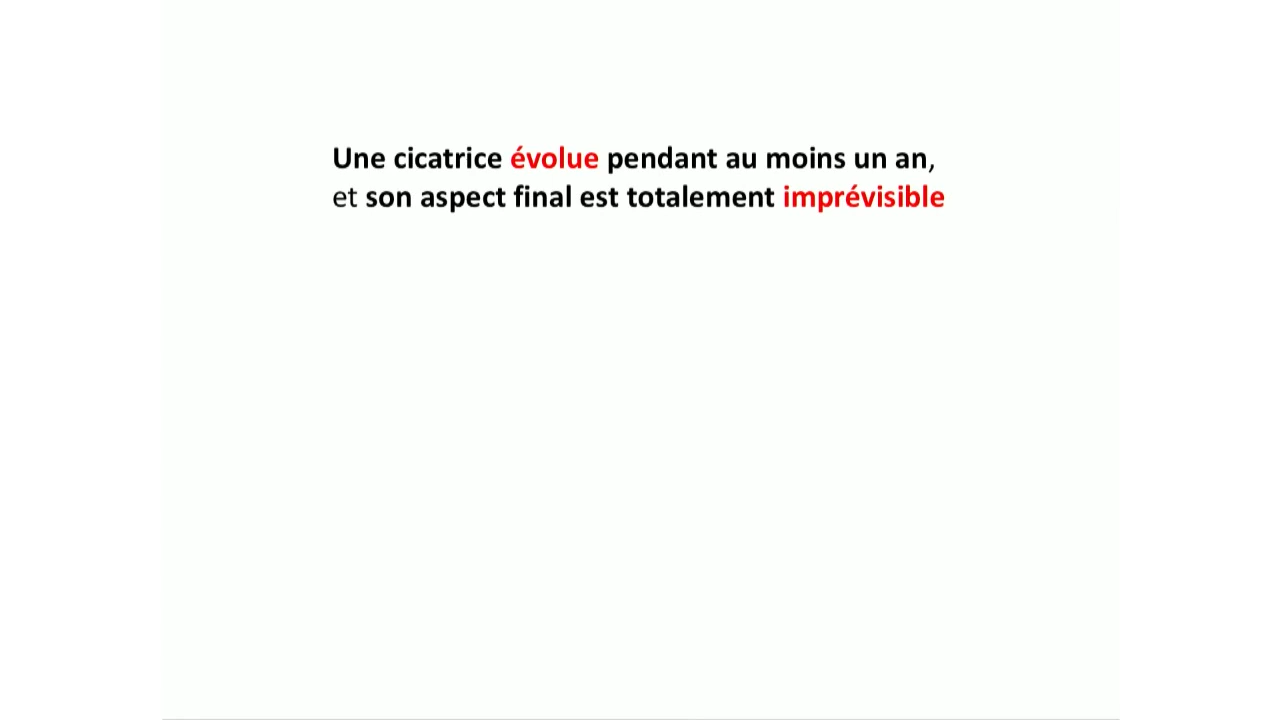 Une cicatrice évolue pendant au moins un an,
et son aspect final est totalement imprévisible